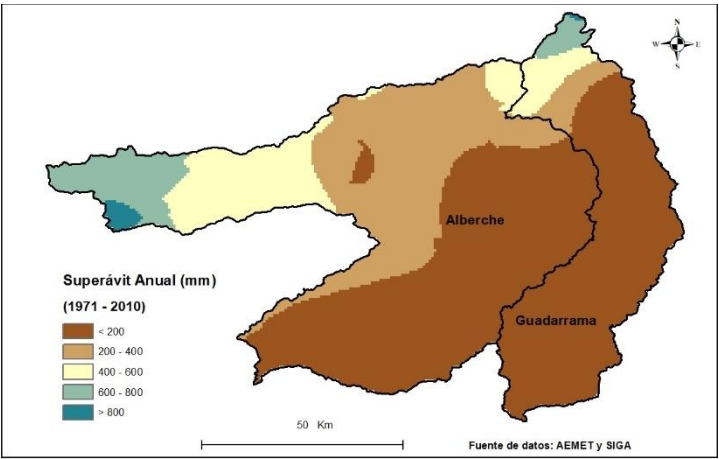 N
W E
S
Alberche
Guadarrama
Superávit Anual (mm)
(1971 - 2010)
< 200
200 - 400
400 - 600
600 - 800
> 800
50 Km
Fuente de datos: AEMET y SIGA